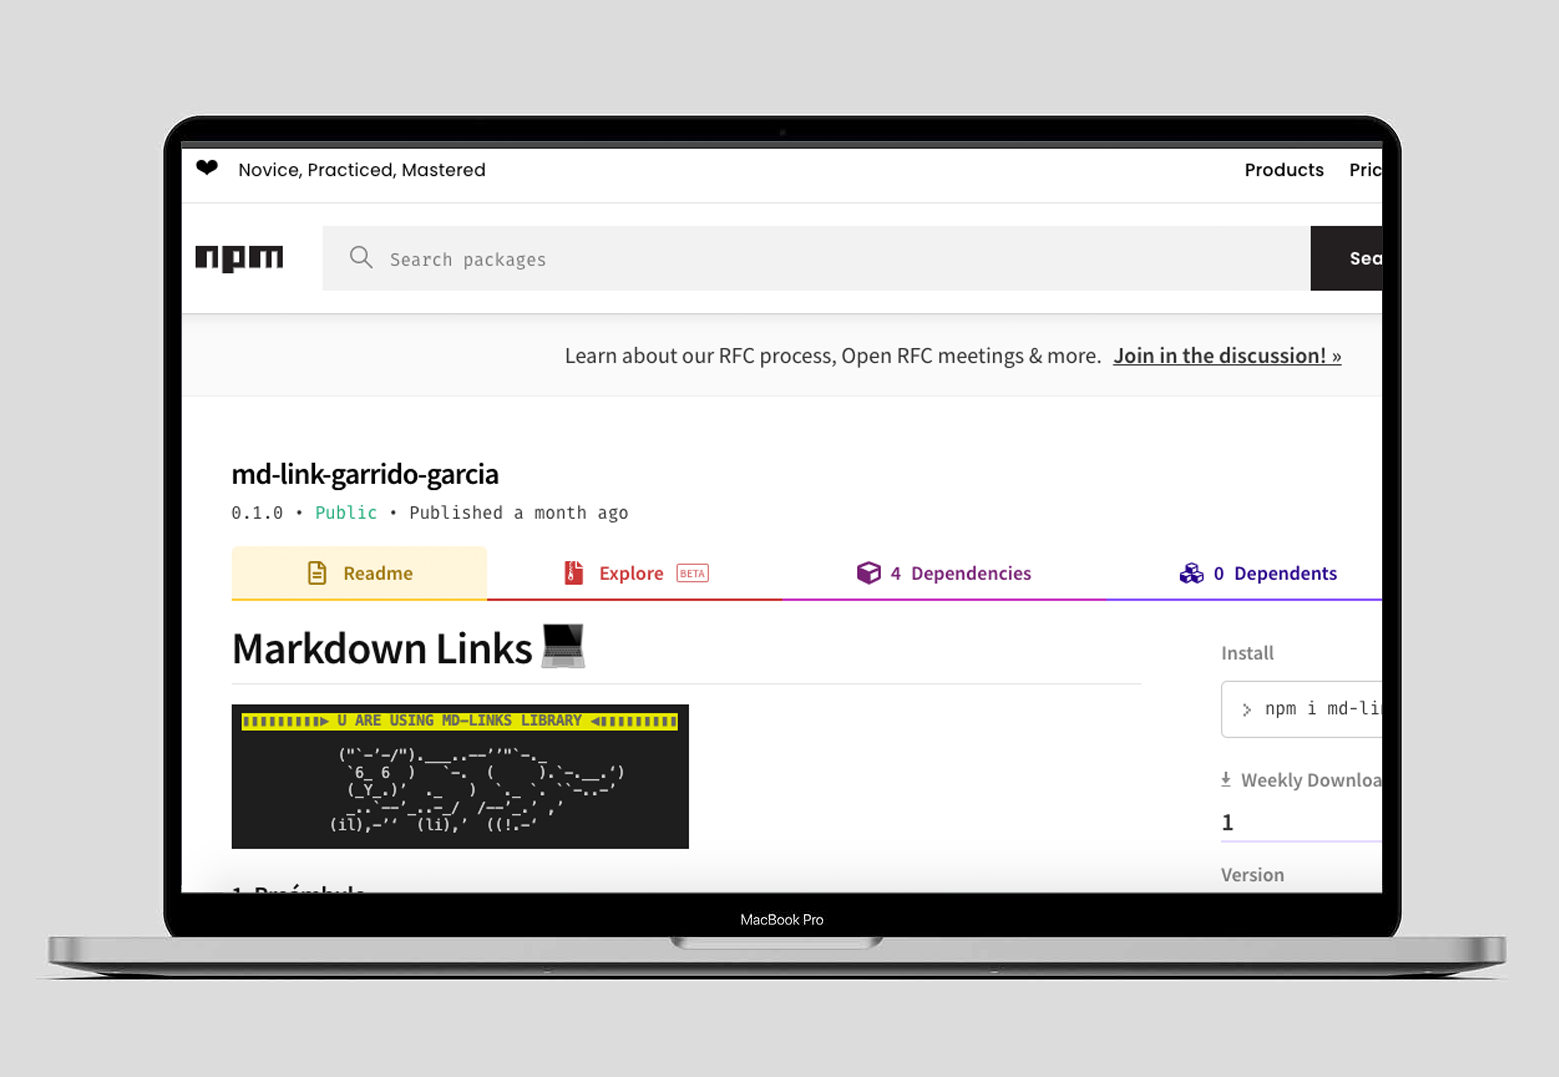 Novice, Practiced, Mastered
Products
Pric
npm
Search packages
Sea
Learn about our RFC process, Open RFC meetings & more. Join in the discussion! »
md-link-garrido-garcia
0.1.0 • Public • Published a month ago
Readme
Explore BETA
4 Dependencies
0 Dependents
Markdown Links
U ARE USING MD-LINKS LIBRARY
Install
npm i md-li
Weekly Downloa
1
Version
MacBook Pro